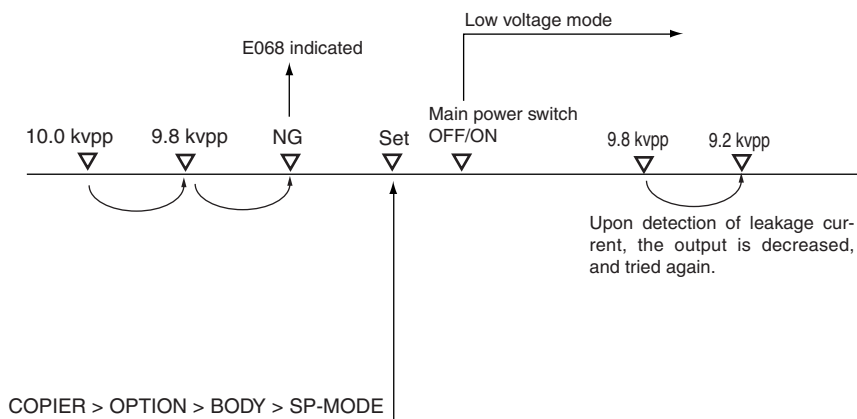 Low voltage mode
E068 indicated
Main power switch
OFF/ON
10.0 kvpp
9.8 kvpp
NG
Set
9.8 kvpp
9.2 kvpp
Upon detection of leakage cur-
rent, the output is decreased,
and tried again.
COPIER > OPTION > BODY > SP-MODE